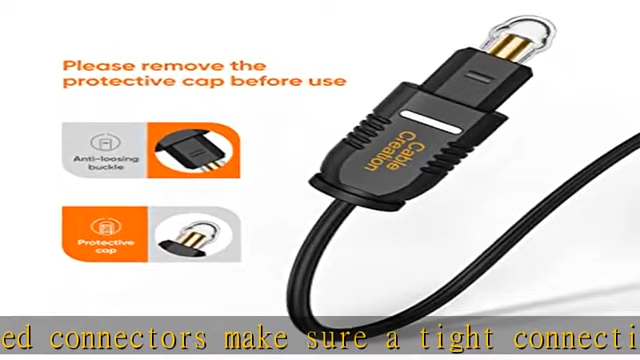 Please remove the
protective cap before use
Anti-loosing
buckle
Protective
cap
Cable
Creation
ed connectors make sure a tight connecti